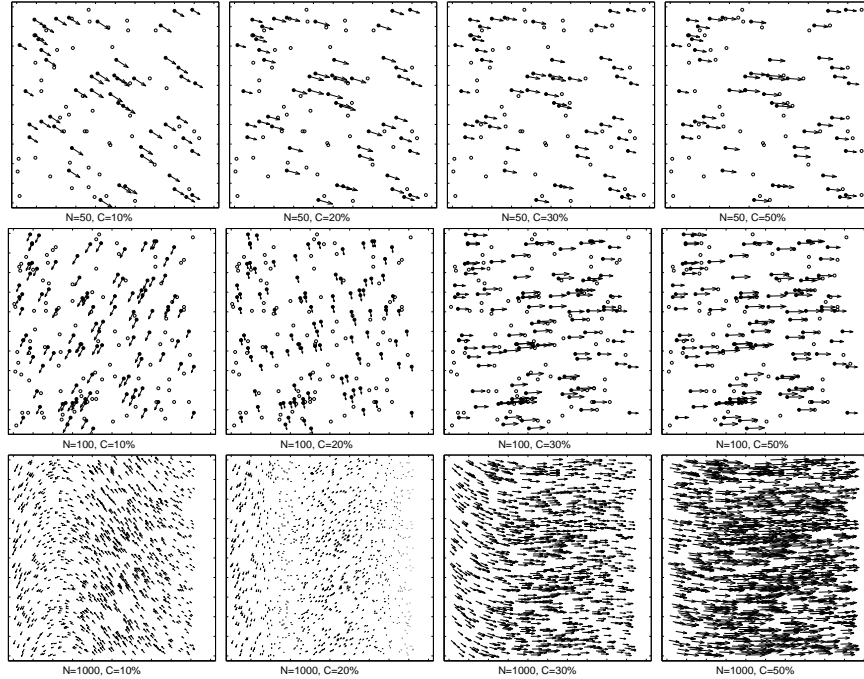 N=50, C=10%
N=50, C=20%
N=50, C=30%
N=50, C=50%
N=100, C=10%
N=100, C=20%
N=100, C=30%
N=100, C=50%
N=1000, C=10%
N=1000, C=20%
N=1000, C=30%
N=1000, C=50%